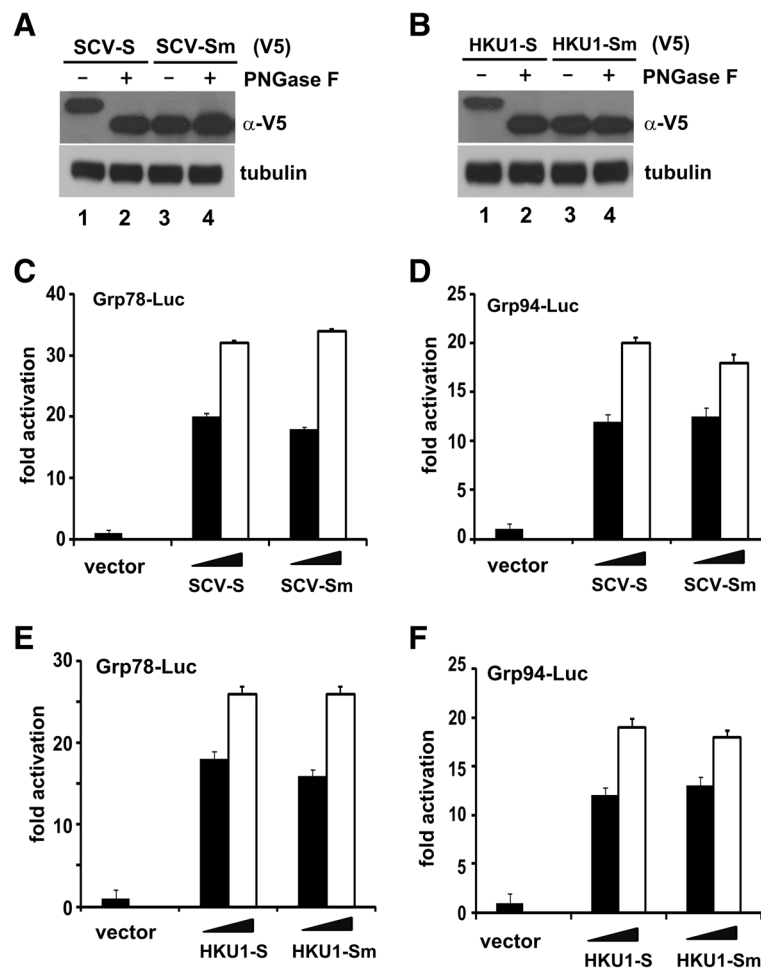 A
SCV-S SCV-Sm (V5)
− + − + PNGase F
α-V5
tubulin
1 2 3 4
B
HKU1-S HKU1-Sm (V5)
− + − + PNGase F
α-V5
tubulin
1 2 3 4
C
Grp78-Luc
fold activation
40
30
20
10
0
vector
SCV-S SCV-Sm
D
Grp94-Luc
fold activation
25
20
15
10
5
0
vector
SCV-S SCV-Sm
E
Grp78-Luc
fold activation
30
20
10
0
vector
HKU1-S HKU1-Sm
F
Grp94-Luc
fold activation
25
20
15
10
5
0
vector
HKU1-S HKU1-Sm